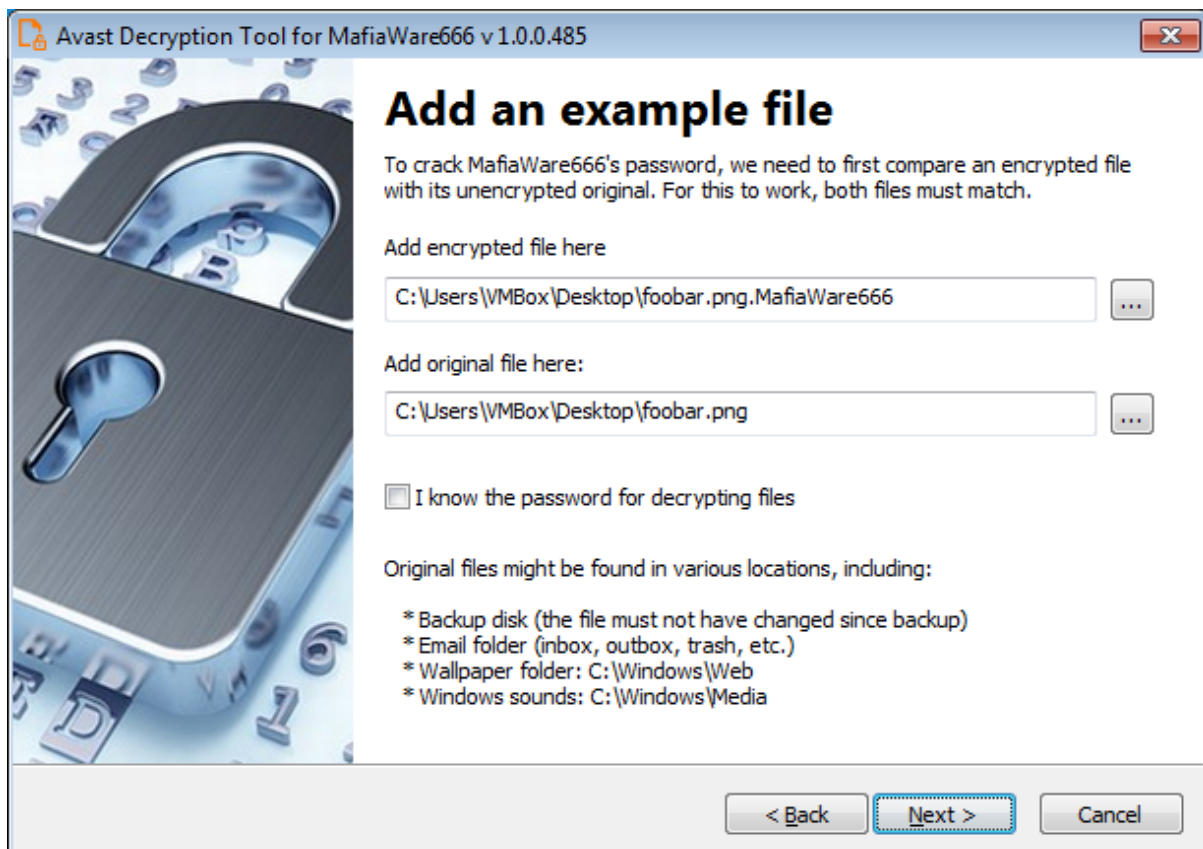 Avast Decryption Tool for MafiaWare666 v 1.0.0.485
Add an example file
To crack MafiaWare666's password, we need to first compare an encrypted file
with its unencrypted original. For this to work, both files must match.
Add encrypted file here
C:\Users\VMBox\Desktop\foobar.png.MafiaWare666
...
Add original file here:
C:\Users\VMBox\Desktop\foobar.png
...
I know the password for decrypting files
Original files might be found in various locations, including:
* Backup disk (the file must not have changed since backup)
* Email folder (inbox, outbox, trash, etc.)
* Wallpaper folder: C:\Windows\Web
* Windows sounds: C:\Windows\Media
< Back
Next >
Cancel